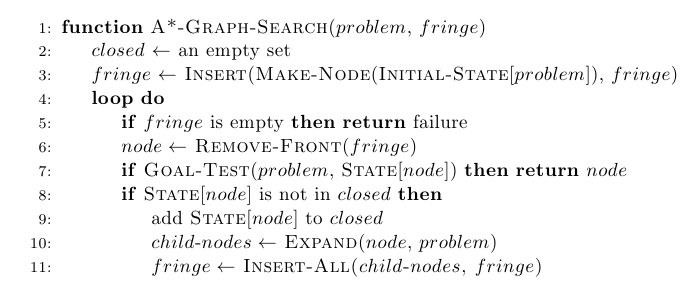 1: function A*-Graph-Search(problem, fringe)
2: closed ← an empty set
3: fringe ← Insert(Make-Node(Initial-State[problem]), fringe)
4: loop do
5: if fringe is empty then return failure
6: node ← Remove-Front(fringe)
7: if Goal-Test(problem, State[node]) then return node
8: if State[node] is not in closed then
9: add State[node] to closed
10: child-nodes ← Expand(node, problem)
11: fringe ← Insert-All(child-nodes, fringe)